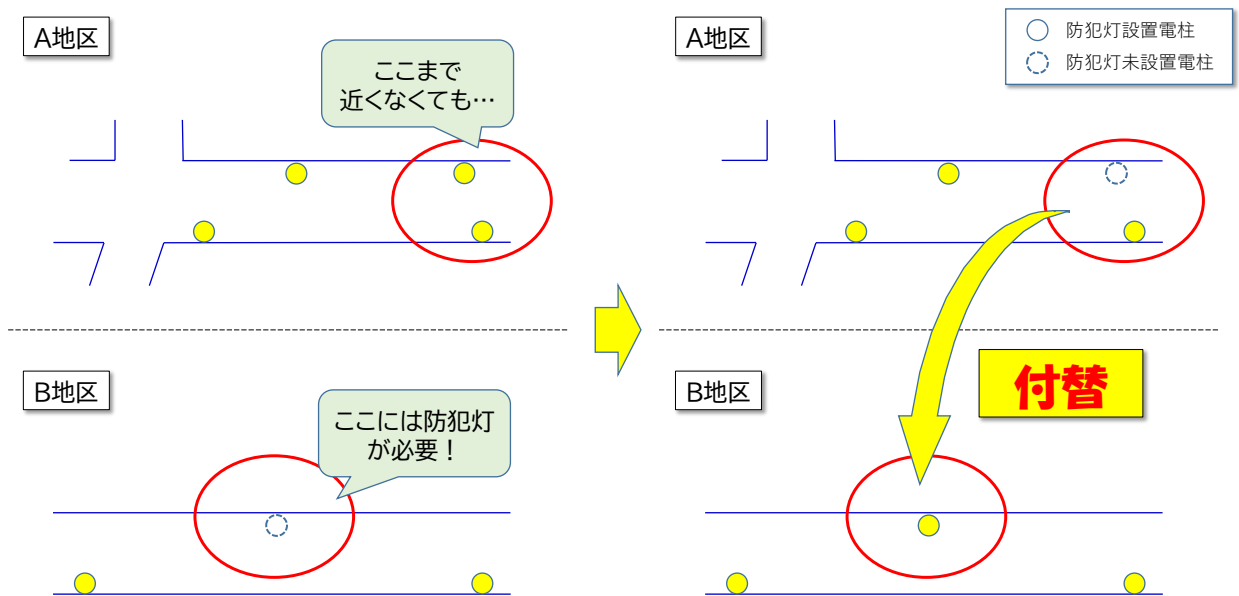 A地区
ここまで
近くなくても…
B地区
ここには防犯灯
が必要！
A地区
防犯灯設置電柱
防犯灯未設置電柱
付替
B地区